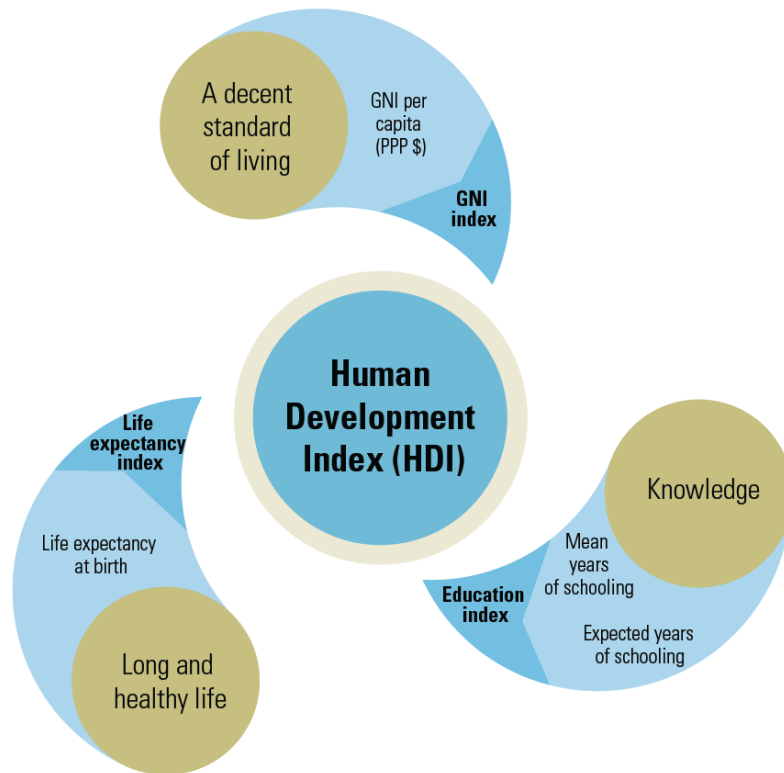 A decent
standard
of living
GNI per
capita
(PPP $)
GNI
index
Human
Development
Index (HDI)
Life
expectancy
index
Life expectancy
at birth
Long and
healthy life
Knowledge
Mean
years
of schooling
Expected years
of schooling
Education
index